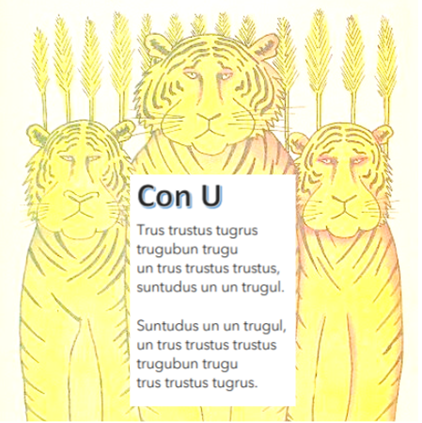 Con U
Trus trustus tugrus
trugubun trugu
un trus trustus trustus,
suntudus un un trugul.
Suntudus un un trugul,
un trus trustus trustus
trugubun trugu
trus trustus tugrus.